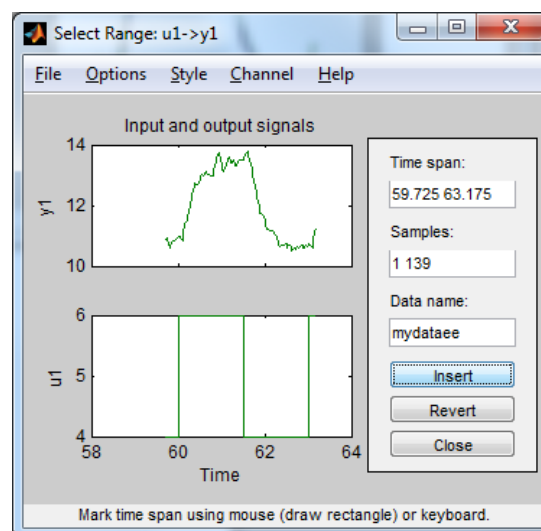 Select Range: u1->y1
File Options Style Channel Help
Input and output signals
14
12
10
y1
6
5
4
u1
58 60 62 64
Time
Time span:
59.725 63.175
Samples:
1 139
Data name:
mydataee
Insert
Revert
Close
Mark time span using mouse (draw rectangle) or keyboard.